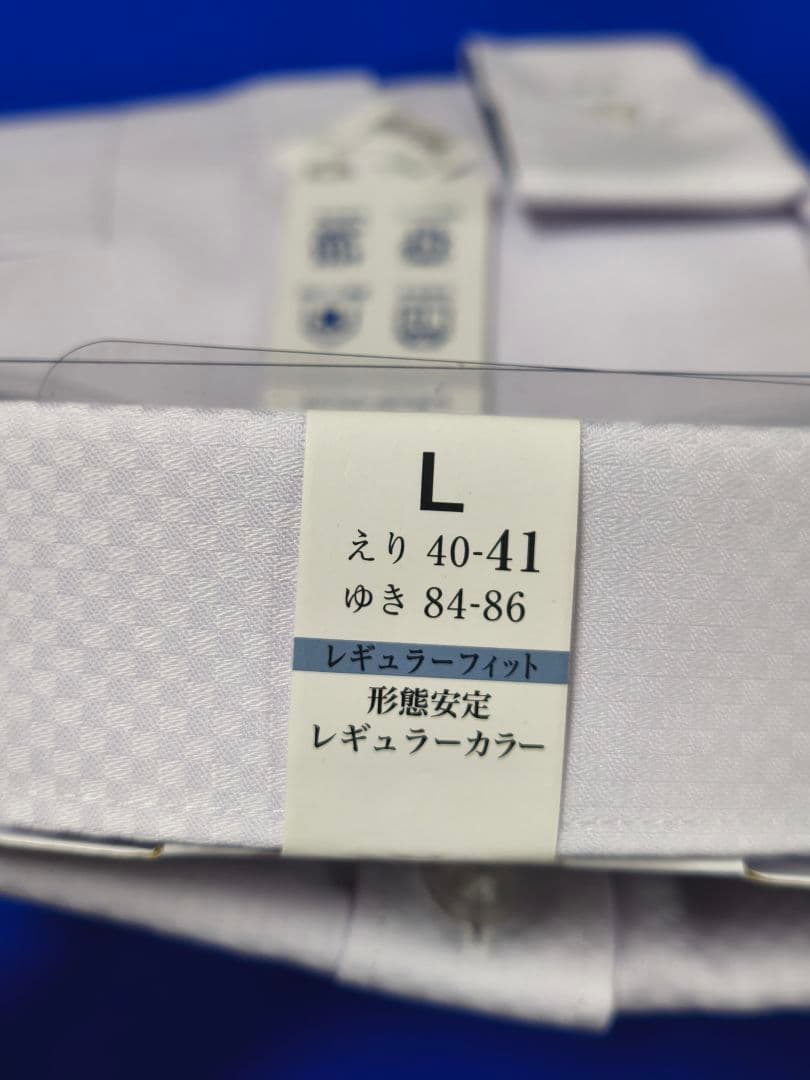 L
えり 40-41
ゆき 84-86
レギュラーフィット
形態安定
レギュラーカラー